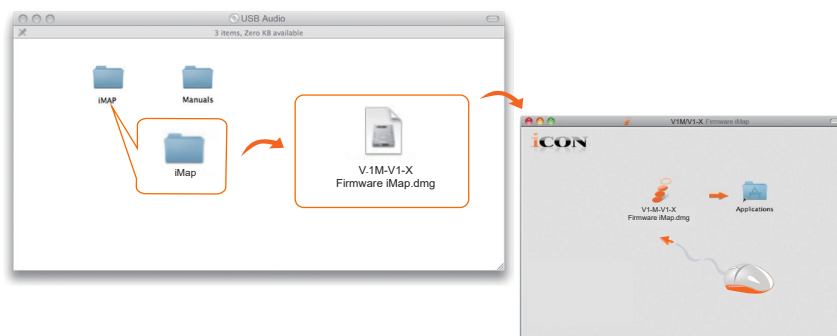 USB Audio
3 items, Zero KB available
iMAP
Manuals
iMap
V-1M-V1-X
Firmware iMap.dmg
V1M/V1-X Firmware iMap
iCON
V1-M-V1-X
Firmware iMap.dmg
Applications